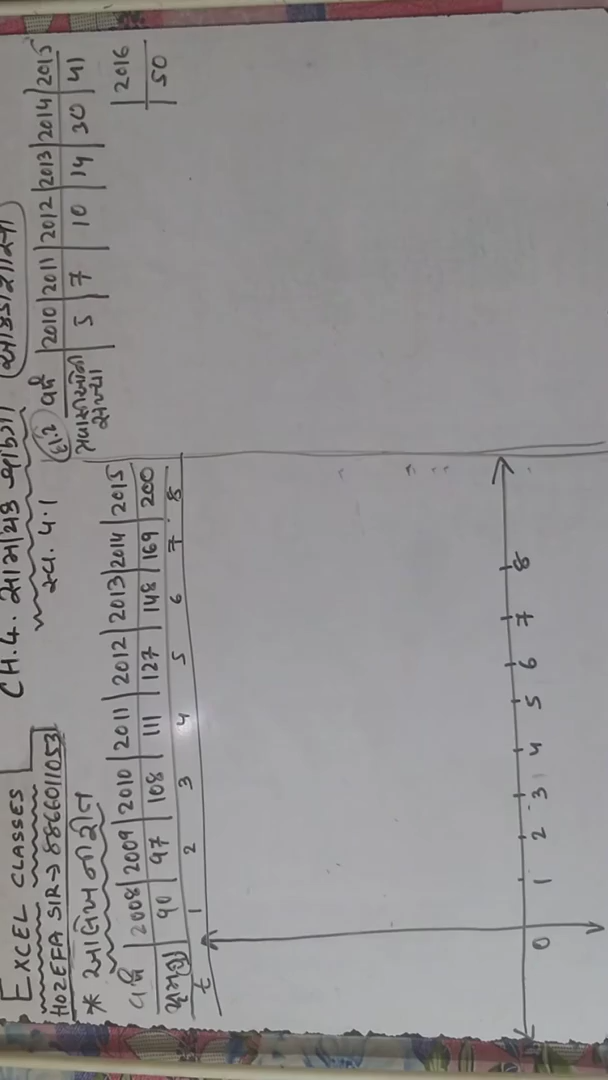 EXCEL CLASSES
HOZEFA SIR→ 8866011053
CH.4. સામયિક શ્રેણી (આંકડાશાસ્ત્ર)
સ્વા. 4.1
* આલેખની રીત
વર્ષ 2008 2009 2010 2011 2012 2013 2014 2015
મૂલ્ય 90 97 108 111 127 148 169 200
t 1 2 3 4 5 6 7 8
0 1 2 3 4 5 6 7 8
વર્ષ 2010 2011 2012 2013 2014 2015
સંખ્યા 5 7 10 14 30 41
2016
50